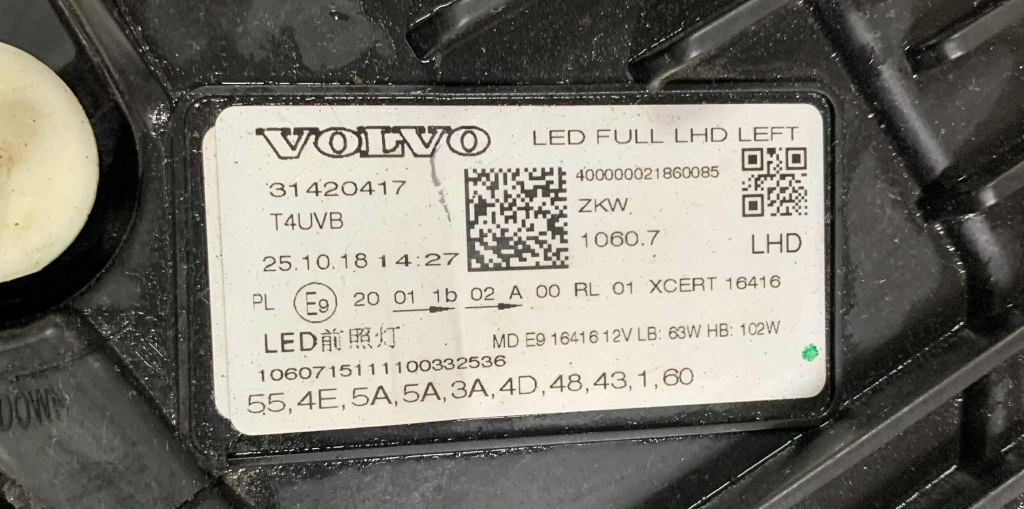 VOLVO LED FULL LHD LEFT
31420417 400000021860085
T4UVB ZKW
1060.7 LHD
25.10.18 14:27
PL E9 20 01 1b 02 A 00 RL 01 XCERT 16416
LED前照灯 MD E9 16416 12V LB: 63W HB: 102W
1060715111100332536
55,4E,5A,5A,3A,4D,48,43,1,60
DOWN